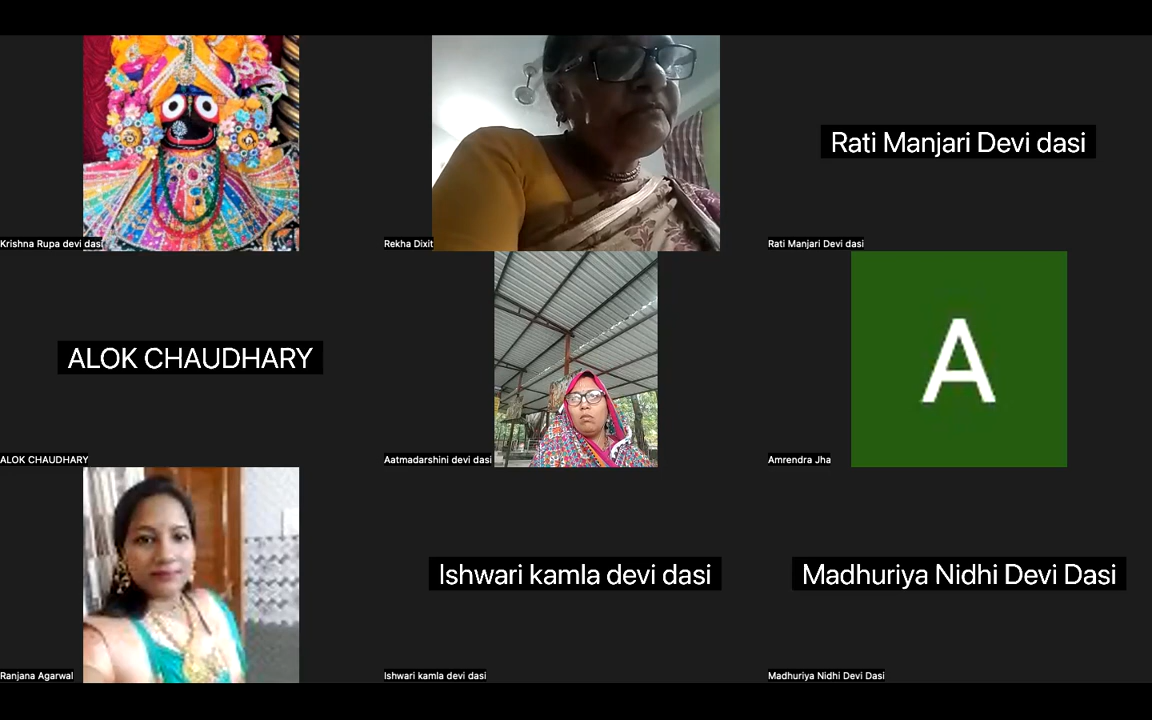 Rati Manjari Devi dasi
Krishna Rupa devi dasi
Rekha Dixit
Rati Manjari Devi dasi
ALOK CHAUDHARY
A
ALOK CHAUDHARY
Aatmadarshini devi dasi
Amrendra Jha
Ishwari kamla devi dasi
Madhuriya Nidhi Devi Dasi
Ranjana Agarwal
Ishwari kamla devi dasi
Madhuriya Nidhi Devi Dasi